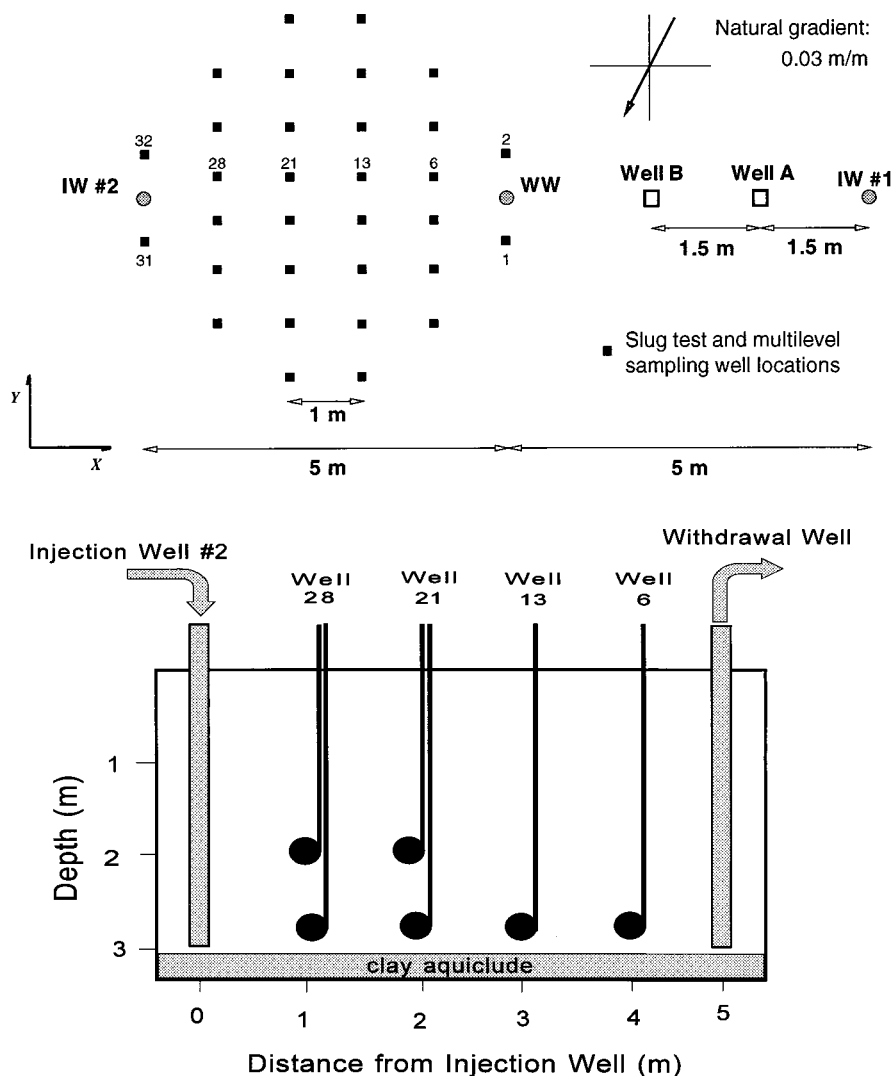 Natural gradient:
0.03 m/m
32
2
28
21
13
6
IW #2
WW
Well B
Well A
IW #1
31
1
1.5 m
1.5 m
Slug test and multilevel
sampling well locations
1 m
Y
X
5 m
5 m
Injection Well #2
Withdrawal Well
Well
28
Well
21
Well
13
Well
6
Depth (m)
1
2
3
clay aquiclude
0
1
2
3
4
5
Distance from Injection Well (m)